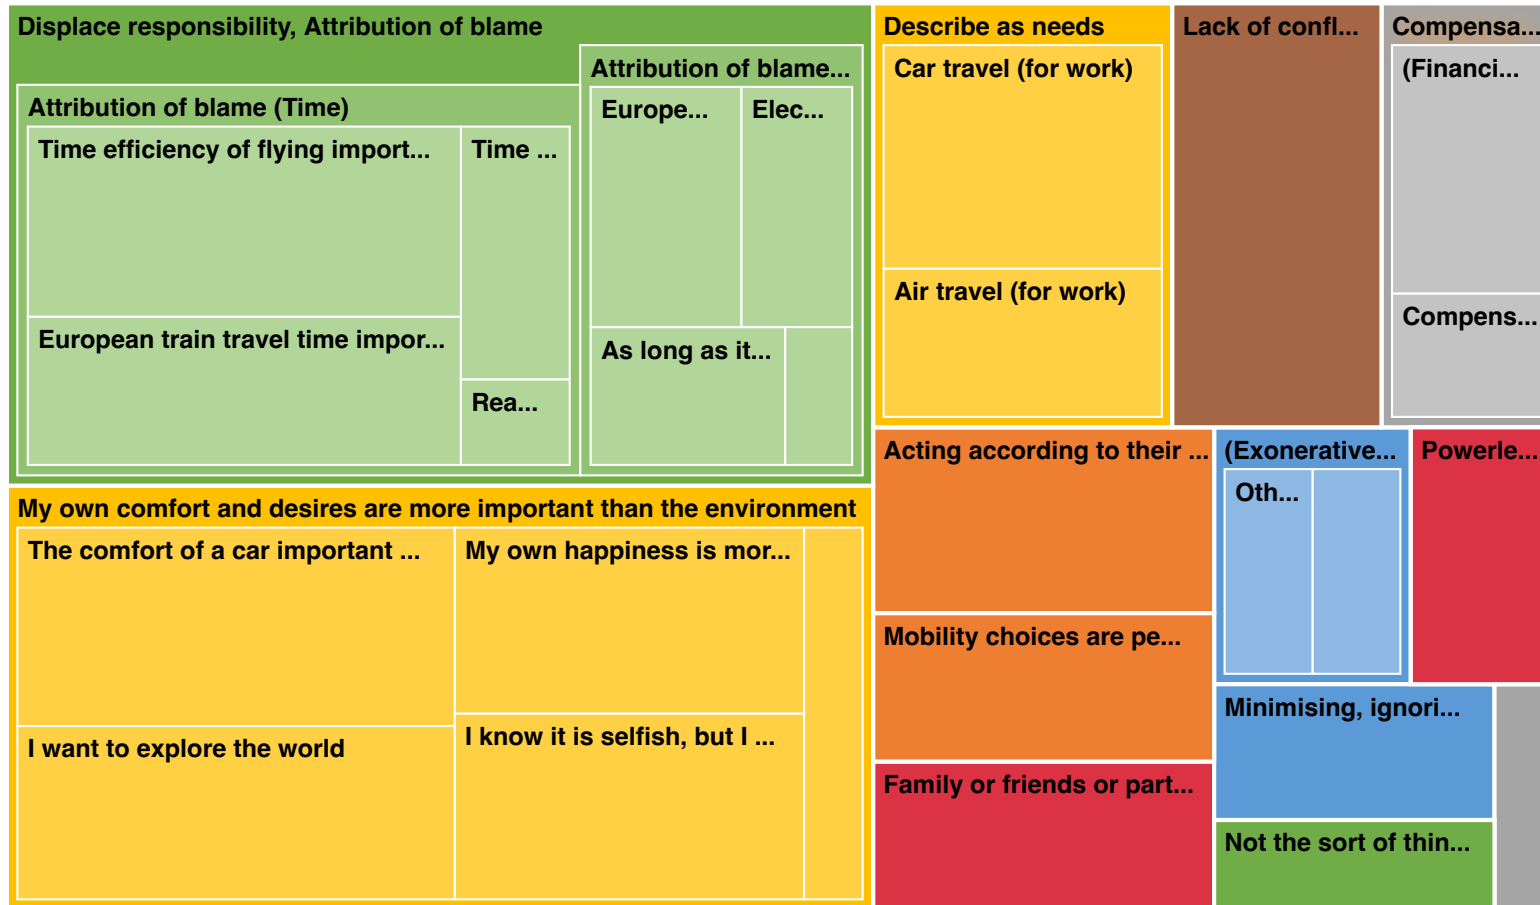 Displace responsibility, Attribution of blame
Attribution of blame (Time)
Time efficiency of flying import...
Time ...
European train travel time impor...
Rea...
Attribution of blame...
Europe...
Elec...
As long as it...
My own comfort and desires are more important than the environment
The comfort of a car important ...
My own happiness is mor...
I want to explore the world
I know it is selfish, but I ...
Describe as needs
Car travel (for work)
Air travel (for work)
Lack of confl...
Compensa...
(Financi...
Compens...
Acting according to their ...
Mobility choices are pe...
Family or friends or part...
(Exonerative...
Oth...
Powerle...
Minimising, ignori...
Not the sort of thin...